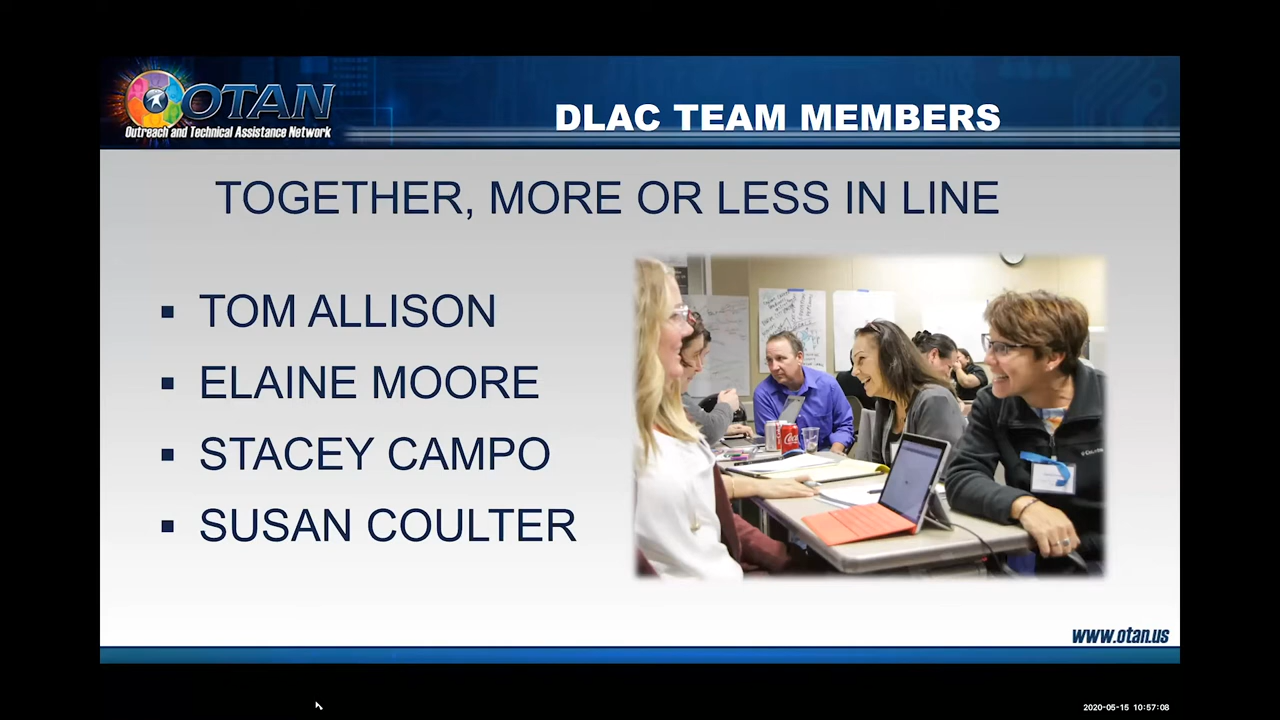 OTAN
Outreach and Technical Assistance Network
DLAC TEAM MEMBERS
TOGETHER, MORE OR LESS IN LINE
TOM ALLISON
ELAINE MOORE
STACEY CAMPO
SUSAN COULTER
Coca
www.otan.us
2020-05-15 10:57:08